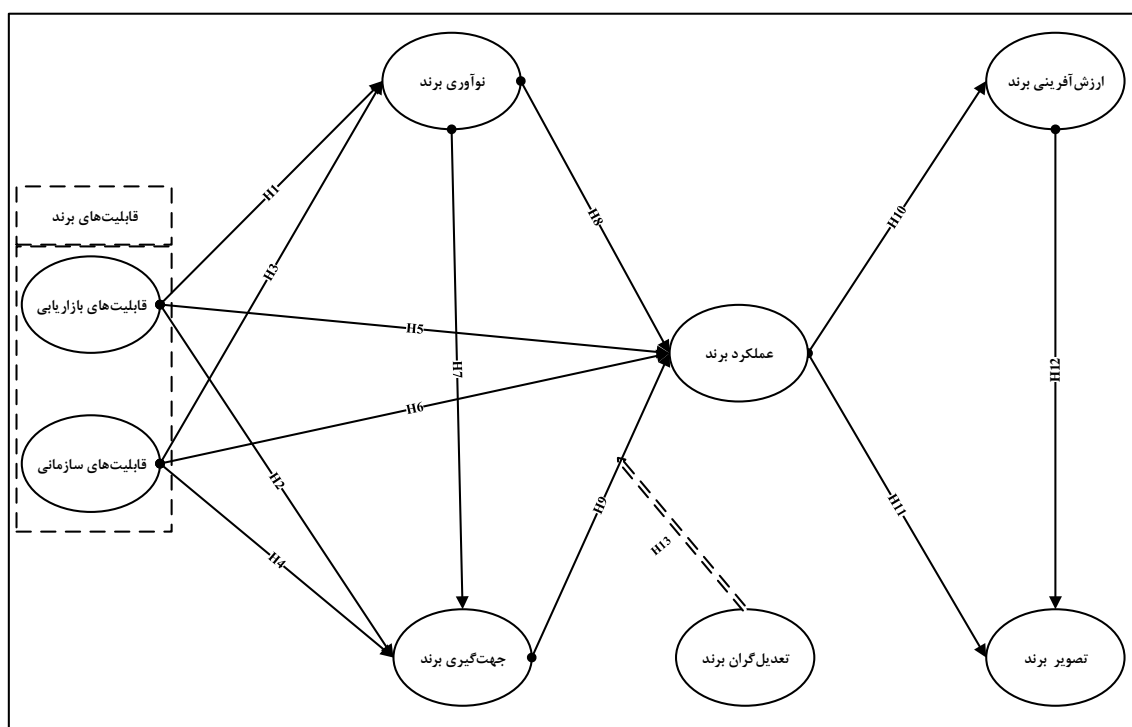 نوآوری برند
ارزش‌آفرینی برند
قابلیت‌های برند
قابلیت‌های بازاریابی
قابلیت‌های سازمانی
عملکرد برند
جهت‌گیری برند
تعدیل‌گران برند
تصویر برند
H1
H3
H5
H6
H2
H4
H7
H8
H9
H13
H10
H11
H12